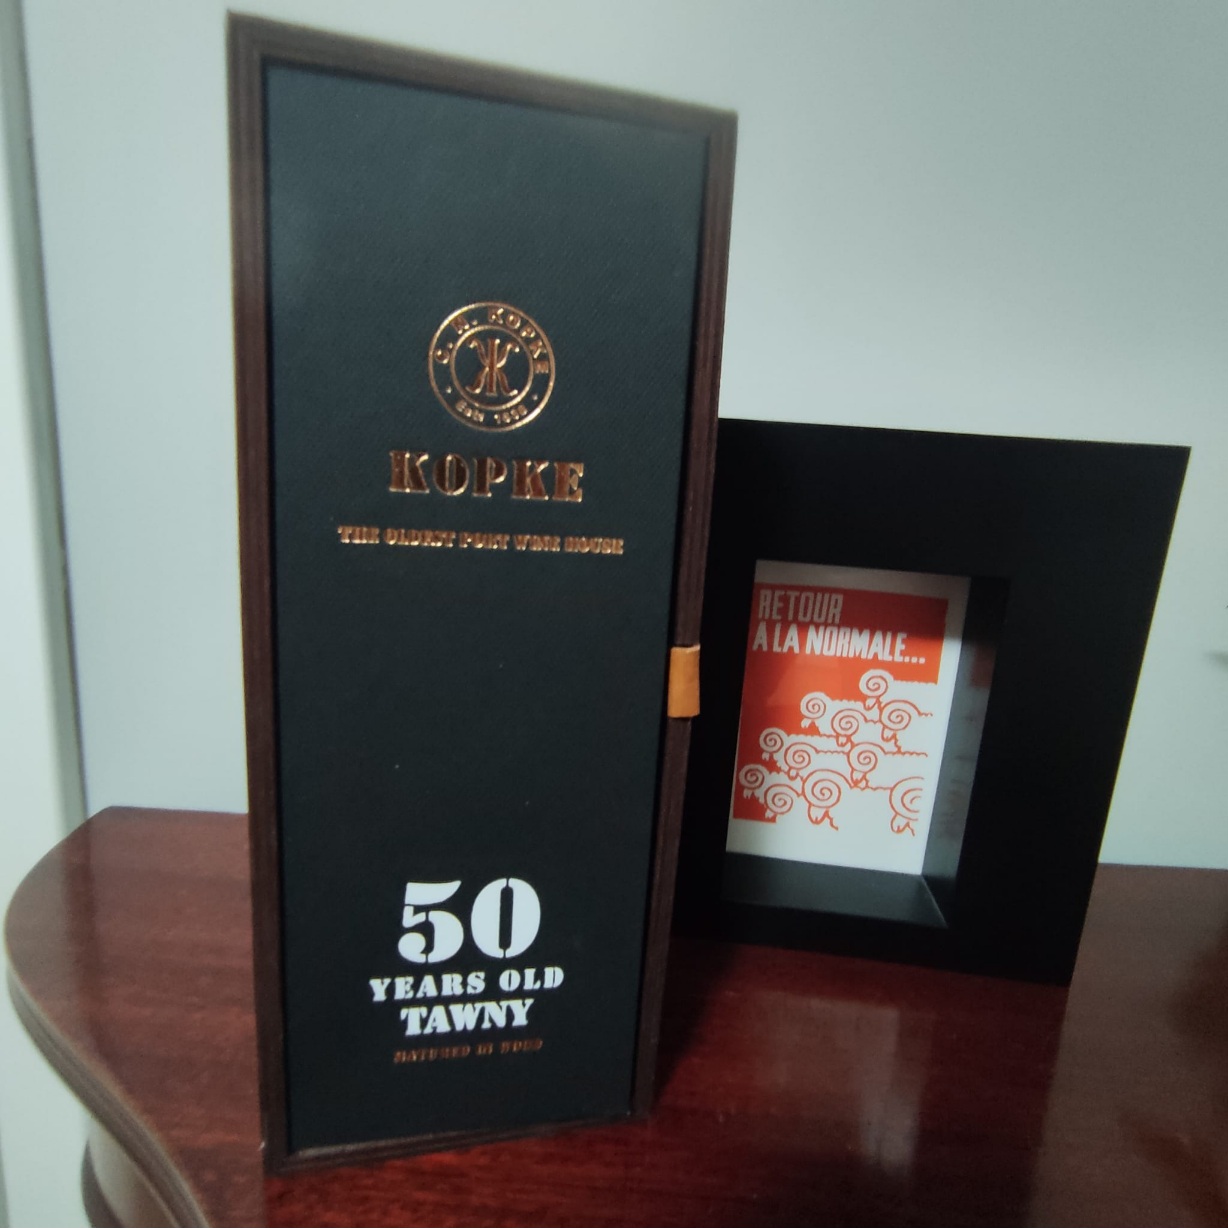 C. N. KOPKE
Estd 1638
KOPKE
THE OLDEST PORT WINE HOUSE
50
YEARS OLD
TAWNY
MATURED IN WOOD
RETOUR
A LA NORMALE...